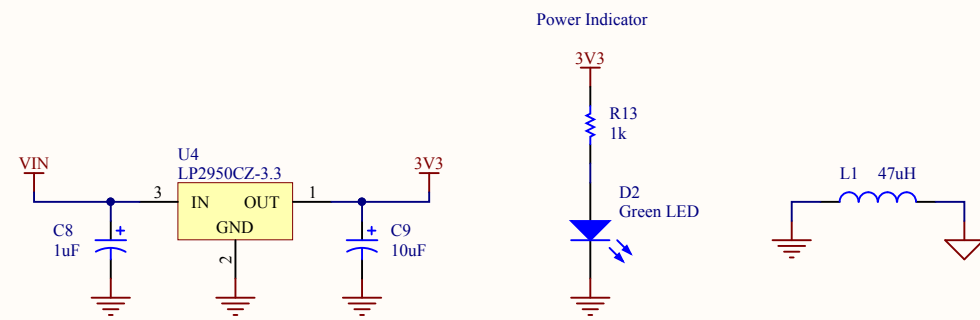 Power Indicator
3V3
R13
1k
VIN
U4
LP2950CZ-3.3
3V3
3
IN
OUT
1
GND
2
C8
1uF
C9
10uF
D2
Green LED
L1 47uH